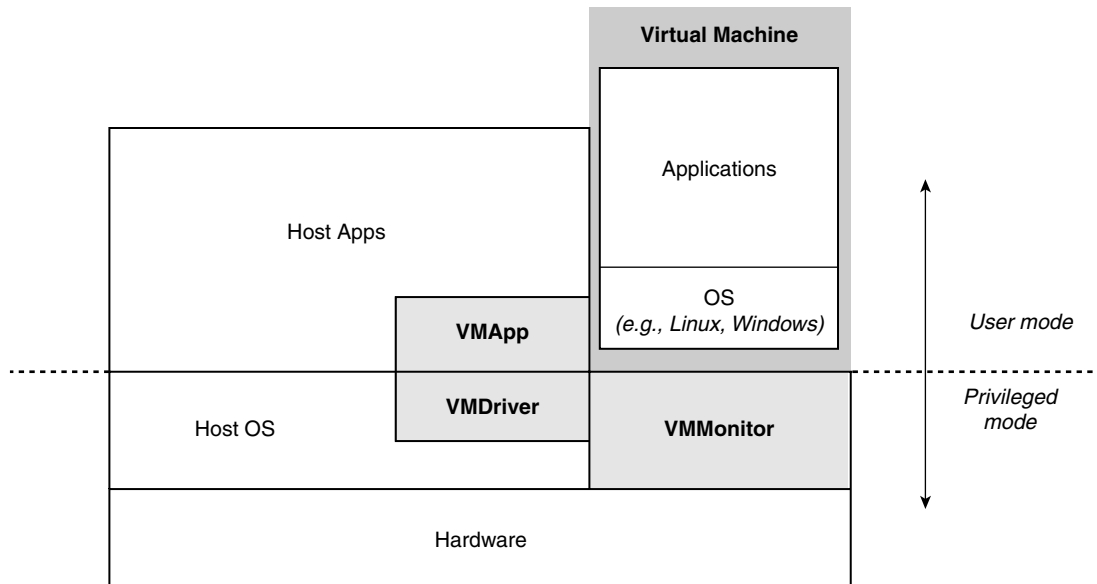 Virtual Machine
Applications
Host Apps
OS
(e.g., Linux, Windows)
VMApp
User mode
VMDriver
Privileged
mode
Host OS
VMMonitor
Hardware